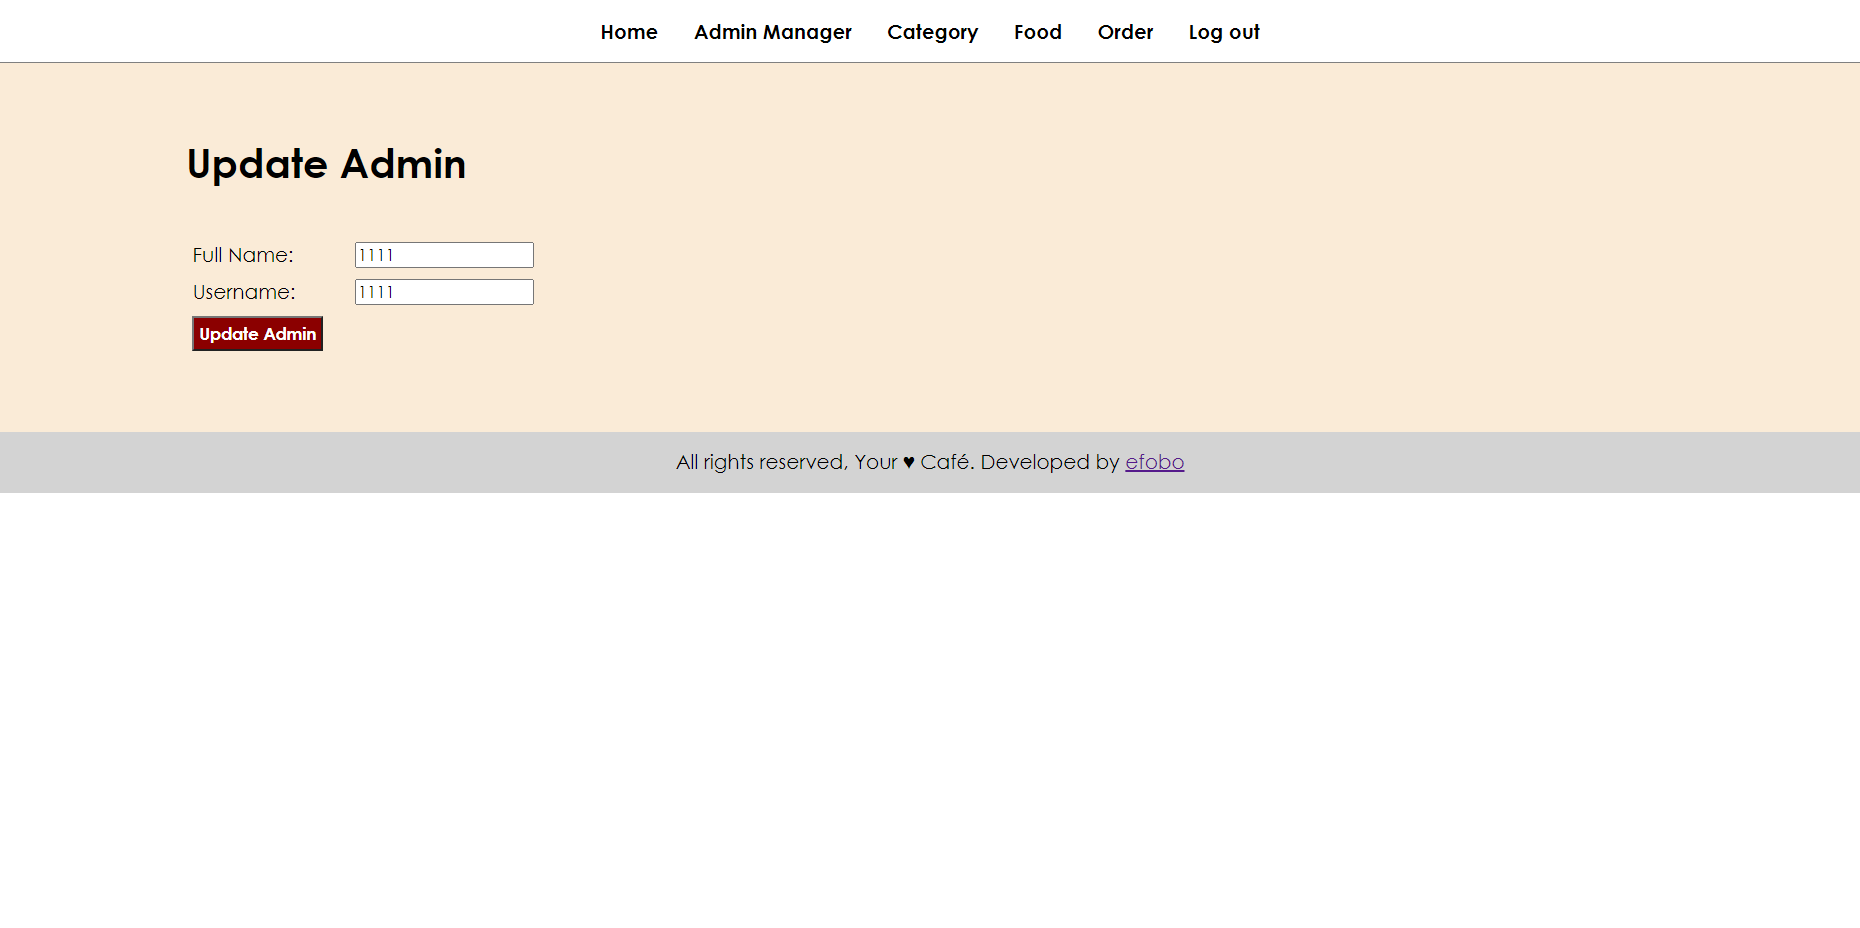 Home Admin Manager Category Food Order Log out
Update Admin
Full Name: 1111
Username: 1111
Update Admin
All rights reserved, Your ♥ Café. Developed by efobo